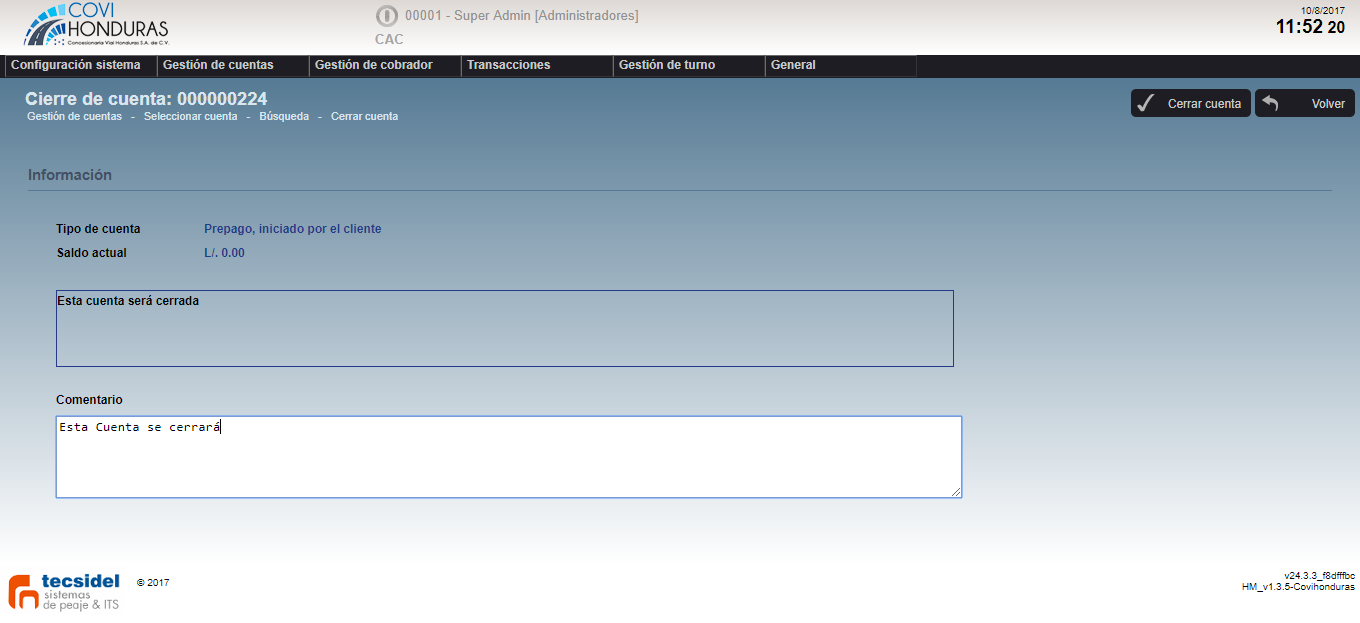 COVI
HONDURAS
Concesionaria Vial Honduras S.A. de C.V.
00001 - Super Admin [Administradores]
CAC
10/8/2017
11:52 20
Configuración sistema
Gestión de cuentas
Gestión de cobrador
Transacciones
Gestión de turno
General
Cierre de cuenta: 000000224
Gestión de cuentas - Seleccionar cuenta - Búsqueda - Cerrar cuenta
Cerrar cuenta
Volver
Información
Tipo de cuenta Prepago, iniciado por el cliente
Saldo actual L/. 0.00
Esta cuenta será cerrada
Comentario
Esta Cuenta se cerrará
tecsidel
sistemas
de peaje & ITS
© 2017
v24.3.3_f8dfffbc
HM_v1.3.5-Covihonduras